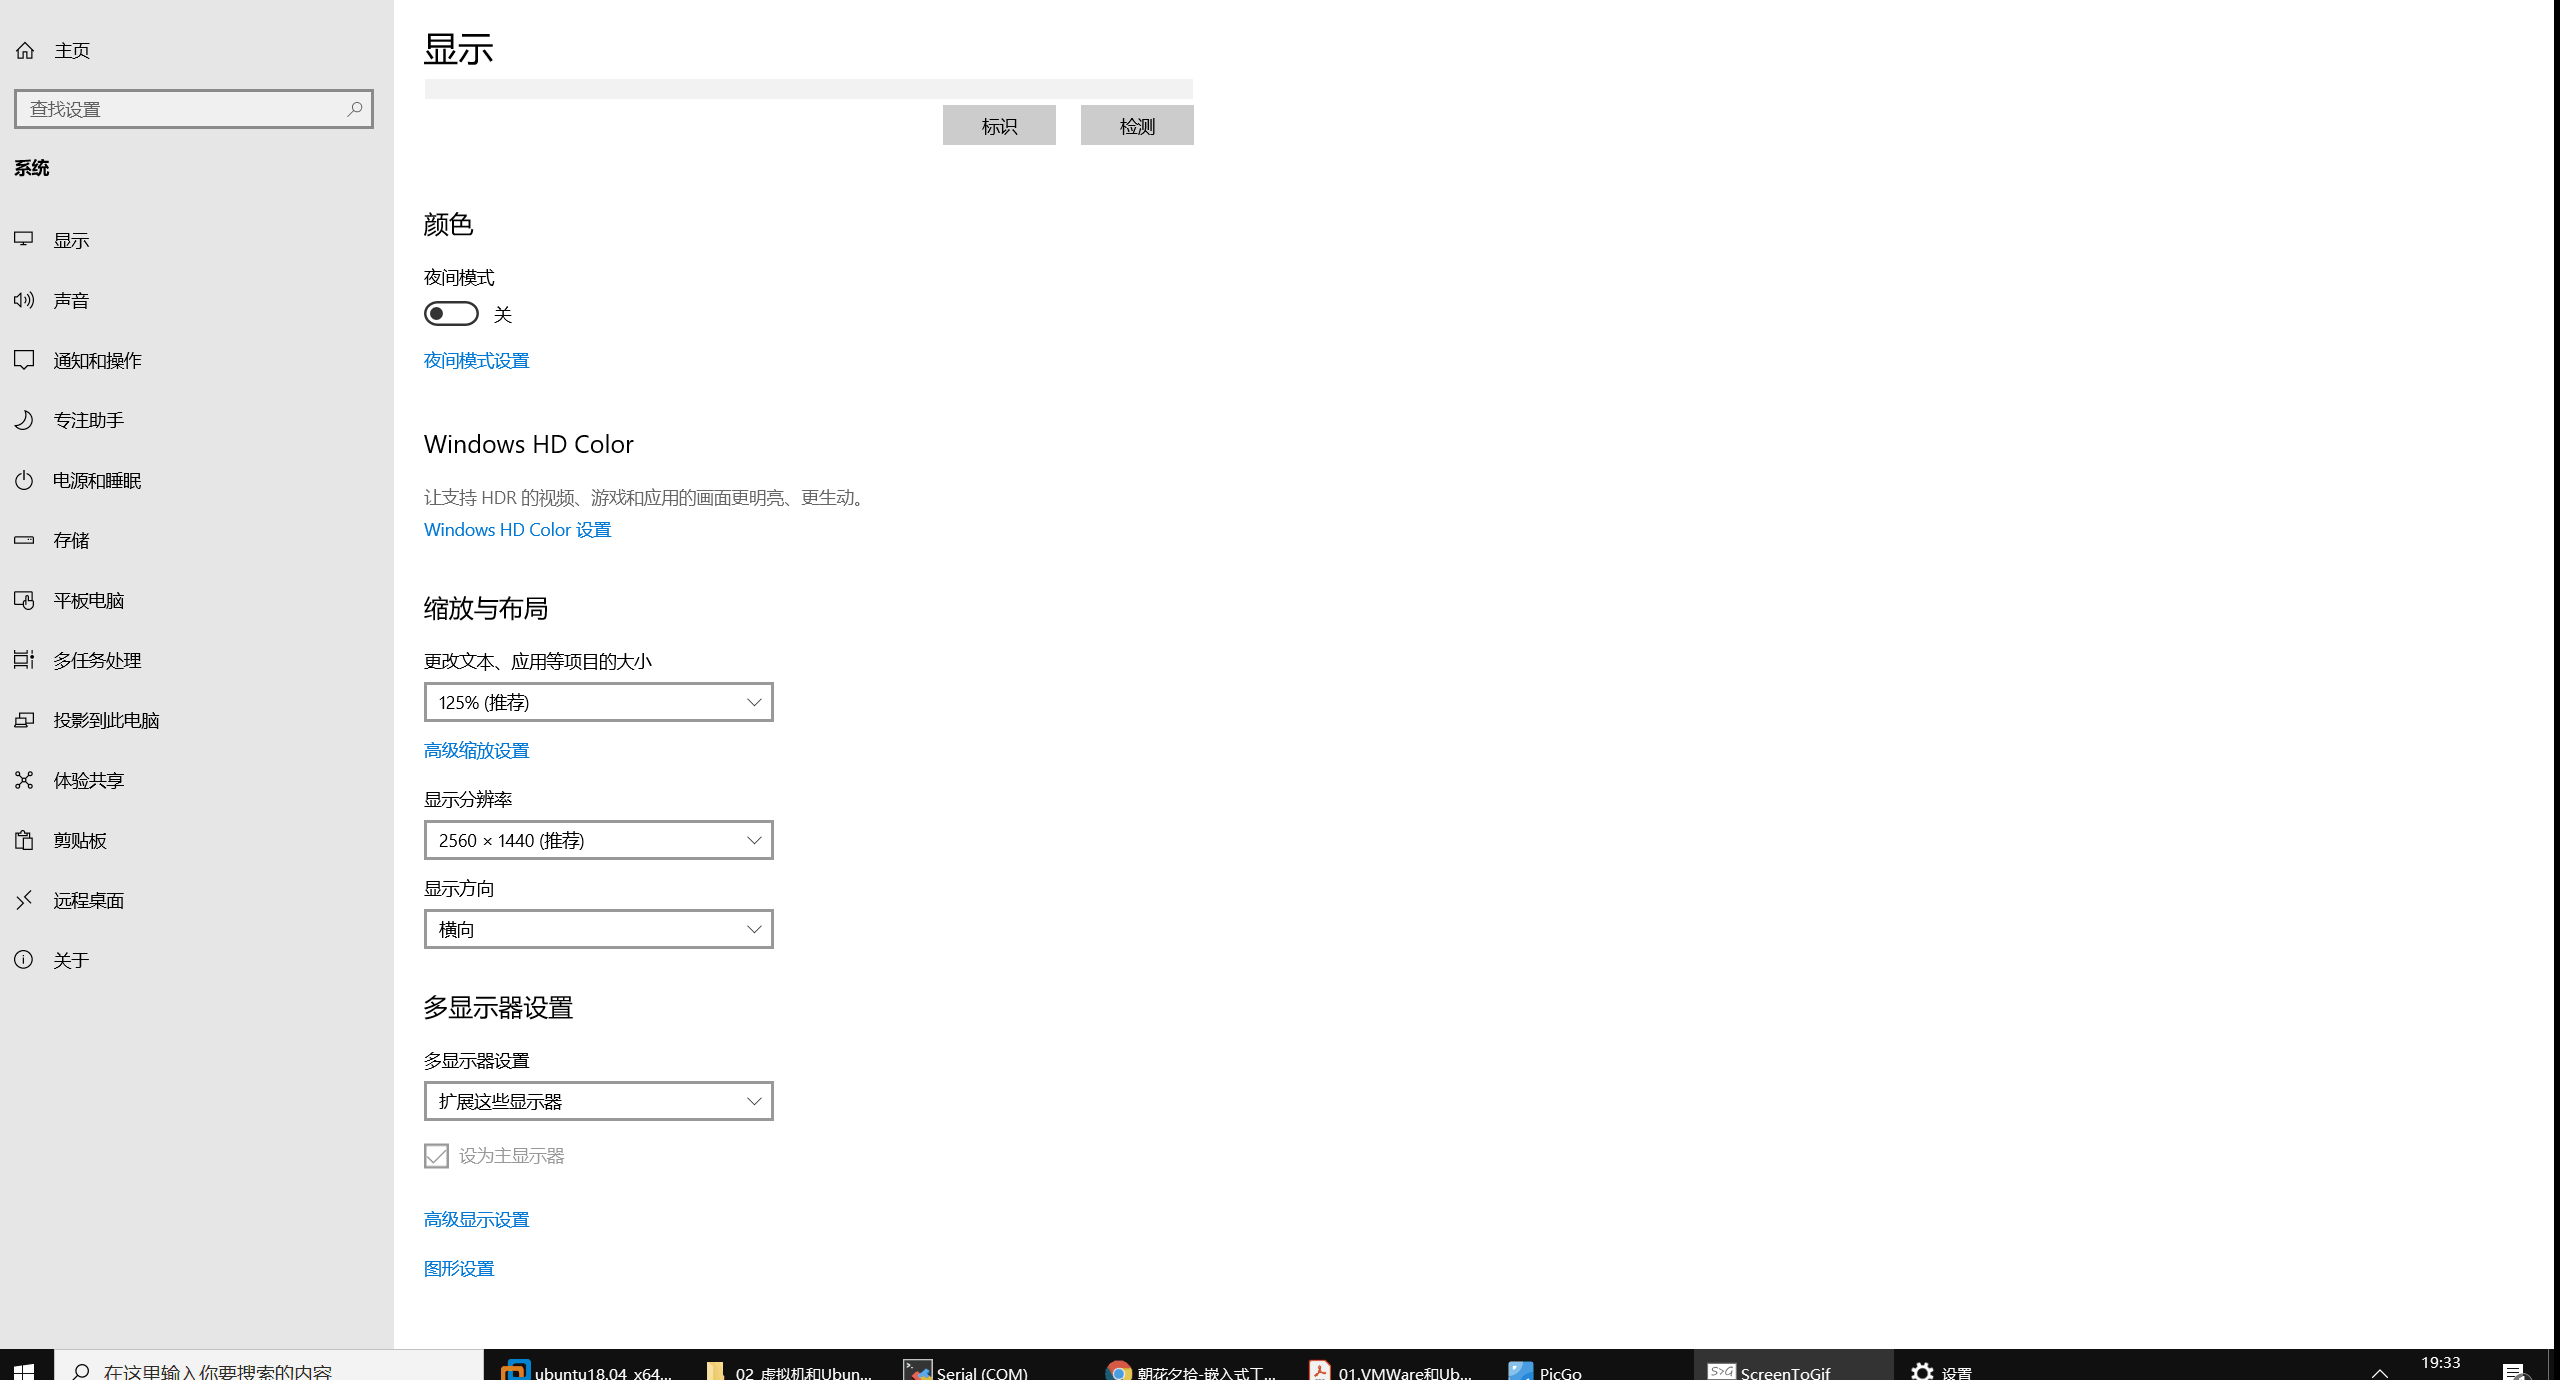 主页
查找设置
系统
显示
声音
通知和操作
专注助手
电源和睡眠
存储
平板电脑
多任务处理
投影到此电脑
体验共享
剪贴板
远程桌面
关于
显示
标识
检测
颜色
夜间模式
关
夜间模式设置
Windows HD Color
让支持 HDR 的视频、游戏和应用的画面更明亮、更生动。
Windows HD Color 设置
缩放与布局
更改文本、应用等项目的大小
125% (推荐)
高级缩放设置
显示分辨率
2560 × 1440 (推荐)
显示方向
横向
多显示器设置
多显示器设置
扩展这些显示器
设为主显示器
高级显示设置
图形设置
在这里输入你要搜索的内容
ubuntu18.04_x64...
02_虚拟机和Ubun...
Serial (COM)
朝花夕拾-嵌入式工...
01.VMWare和Ub...
PicGo
S>G
ScreenToGif
设置
19:33